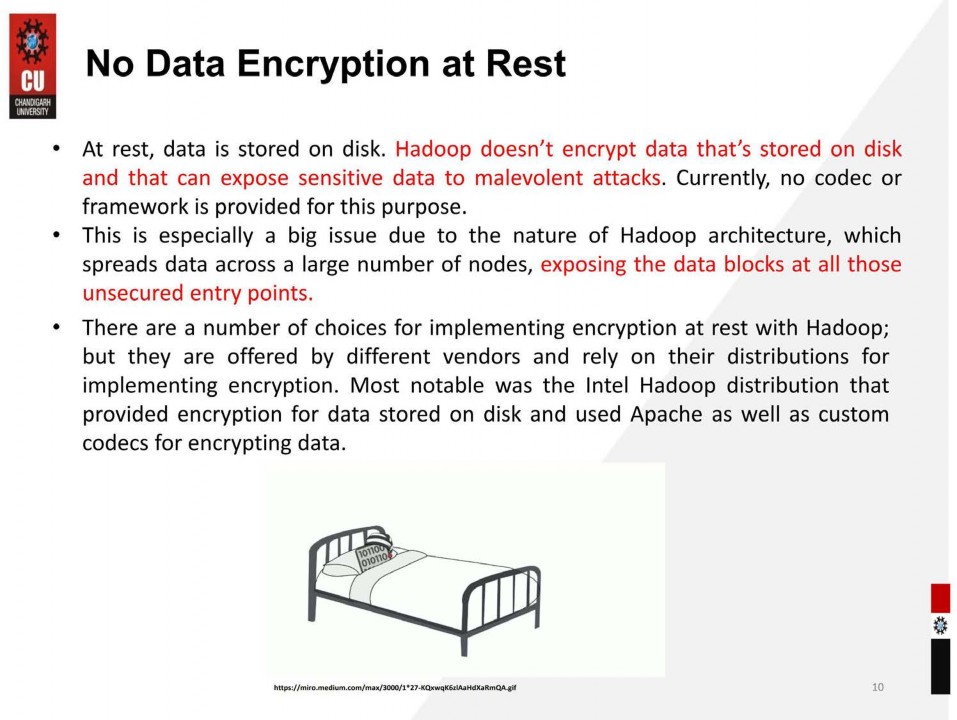 CU
CHANDIGARH
UNIVERSITY
No Data Encryption at Rest
• At rest, data is stored on disk. Hadoop doesn’t encrypt data that’s stored on disk
and that can expose sensitive data to malevolent attacks. Currently, no codec or
framework is provided for this purpose.
• This is especially a big issue due to the nature of Hadoop architecture, which
spreads data across a large number of nodes, exposing the data blocks at all those
unsecured entry points.
• There are a number of choices for implementing encryption at rest with Hadoop;
but they are offered by different vendors and rely on their distributions for
implementing encryption. Most notable was the Intel Hadoop distribution that
provided encryption for data stored on disk and used Apache as well as custom
codecs for encrypting data.
101100
010110
https://miro.medium.com/max/3000/1*27-KQxwqK6zIAaHdXaRmQA.gif
10